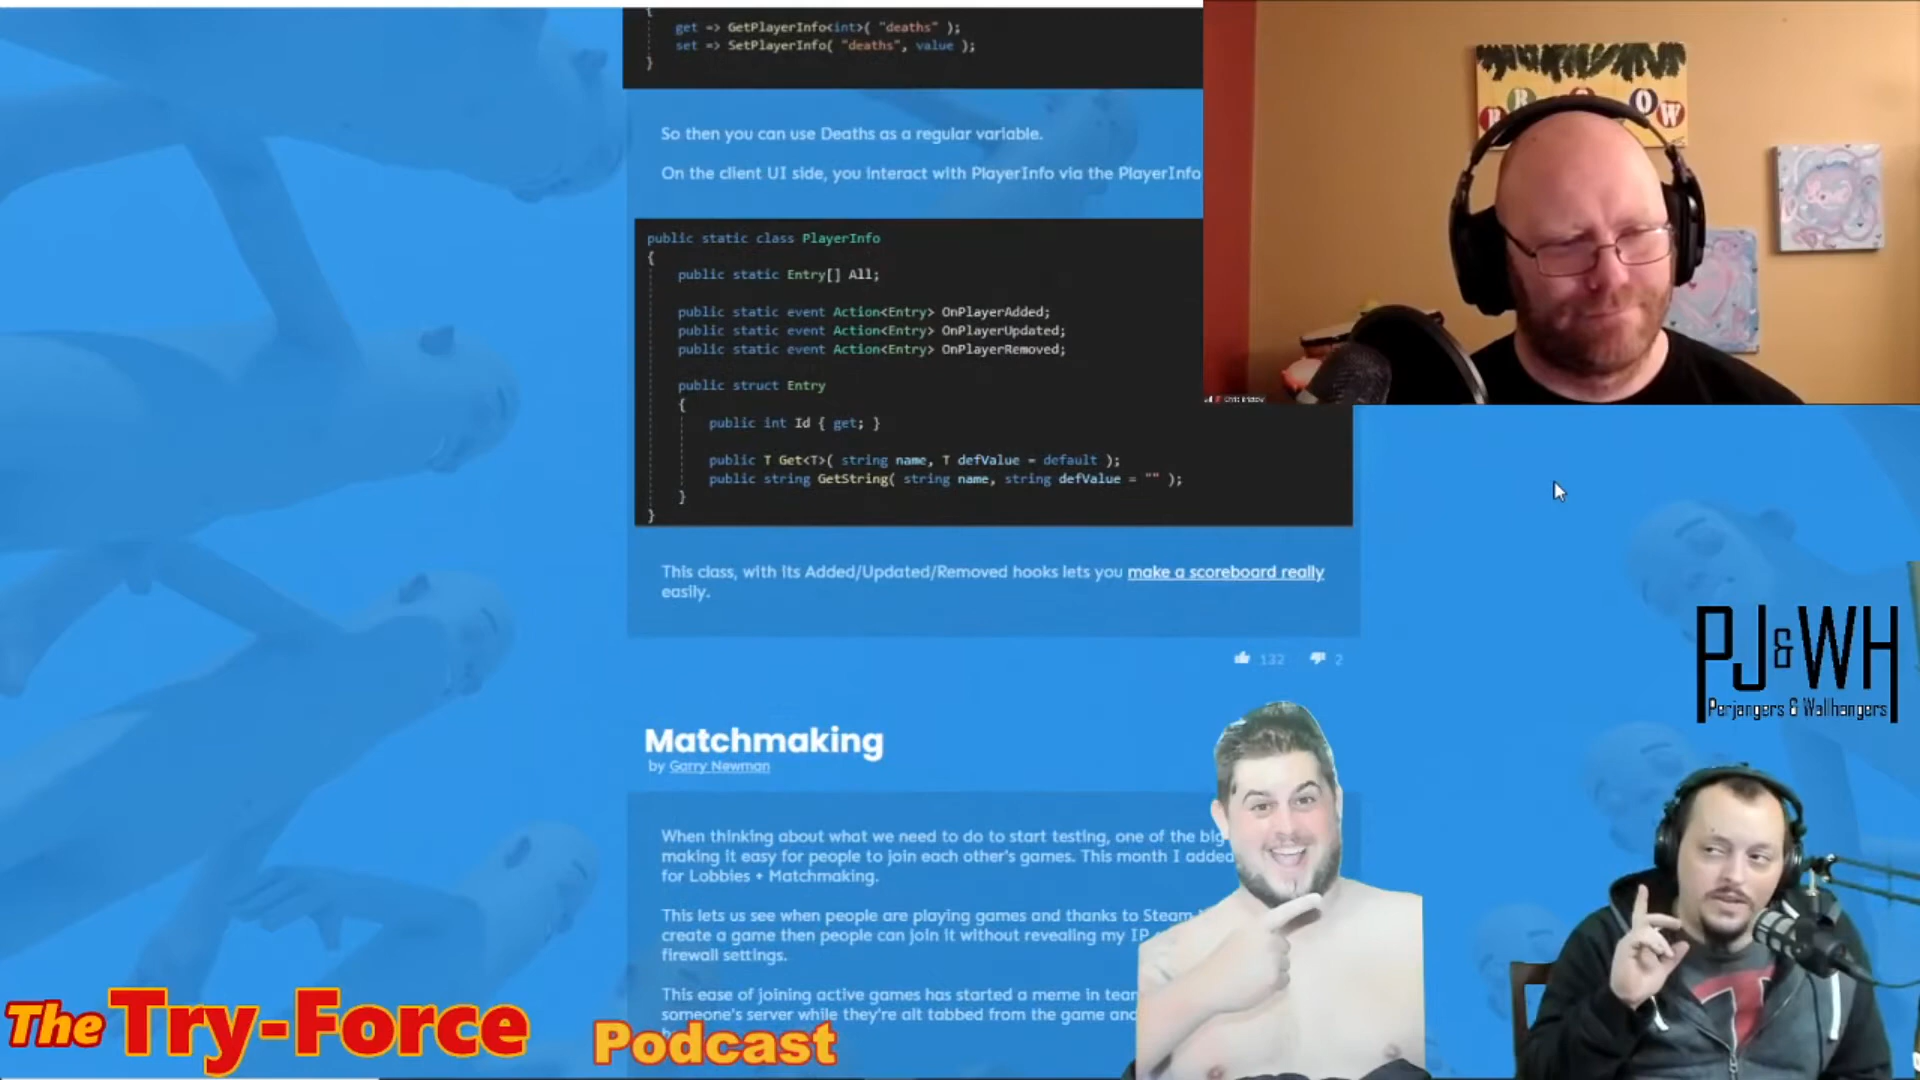 {
get => GetPlayerInfo<int>( "deaths" );
set => SetPlayerInfo( "deaths", value );
}
So then you can use Deaths as a regular variable.
On the client UI side, you interact with PlayerInfo via the PlayerInfo
public static class PlayerInfo
{
public static Entry[] All;
public static event Action<Entry> OnPlayerAdded;
public static event Action<Entry> OnPlayerUpdated;
public static event Action<Entry> OnPlayerRemoved;
public struct Entry
{
public int Id { get; }
public T Get<T>( string name, T defValue = default );
public string GetString( string name, string defValue = "" );
}
}
This class, with its Added/Updated/Removed hooks lets you make a scoreboard really
easily.
132 2
Matchmaking
by Garry Newman
When thinking about what we need to do to start testing, one of the big
making it easy for people to join each other's games. This month I added
for Lobbies + Matchmaking.
This lets us see when people are playing games and thanks to Steam
create a game then people can join it without revealing my IP
firewall settings.
This ease of joining active games has started a meme in tear
someone's server while they're alt tabbed from the game and
PJ&WH
Perjangers & Wallhangers
The Try-Force
Podcast